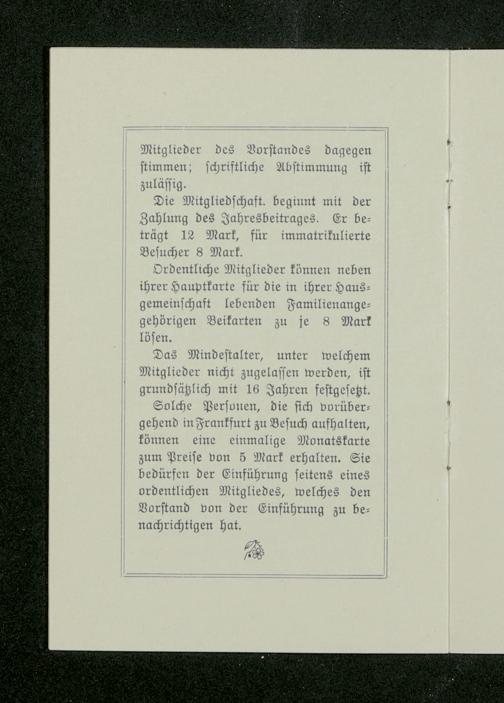 Mitglieder des Vorstandes dagegen
stimmen; schriftliche Abstimmung ist
zulässig.
Die Mitgliedschaft. beginnt mit der
Zahlung des Jahresbeitrages. Er be-
trägt 12 Mark, für immatrikulierte
Besucher 8 Mark.
Ordentliche Mitglieder können neben
ihrer Hauptkarte für die in ihrer Haus-
gemeinschaft lebenden Familienange-
gehörigen Beikarten zu je 8 Mark
lösen.
Das Mindestalter, unter welchem
Mitglieder nicht zugelassen werden, ist
grundsätzlich mit 16 Jahren festgesetzt.
Solche Personen, die sich vorüber-
gehend in Frankfurt zu Besuch aufhalten,
können eine einmalige Monatskarte
zum Preise von 5 Mark erhalten. Sie
bedürfen der Einführung seitens eines
ordentlichen Mitgliedes, welches den
Vorstand von der Einführung zu be-
nachrichtigen hat.